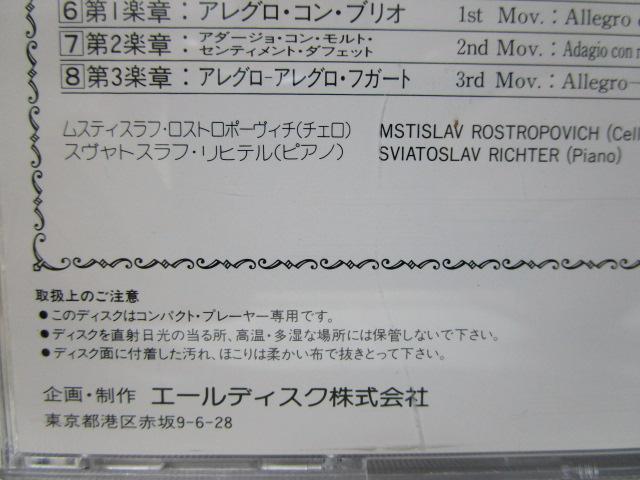 6 第1楽章：アレグロ・コン・ブリオ 1st Mov.：Allegro
7 第2楽章：アダージョ・コン・モルト・センティメント・ダフェット 2nd Mov.：Adagio con
8 第3楽章：アレグロ−アレグロ・フガート 3rd Mov.：Allegro—
ムスティスラフ・ロストロポーヴィチ(チェロ) MSTISLAV ROSTROPOVICH (Cell
スヴャトスラフ・リヒテル(ピアノ) SVIATOSLAV RICHTER (Piano)
取扱上のご注意
●このディスクはコンパクト・プレーヤー専用です。
●ディスクを直射日光の当る所、高温・多湿な場所には保管しないで下さい。
●ディスク面に付着した汚れ、ほこりは柔かい布で抜きとって下さい。
企画・制作 エールディスク株式会社
東京都港区赤坂9-6-28